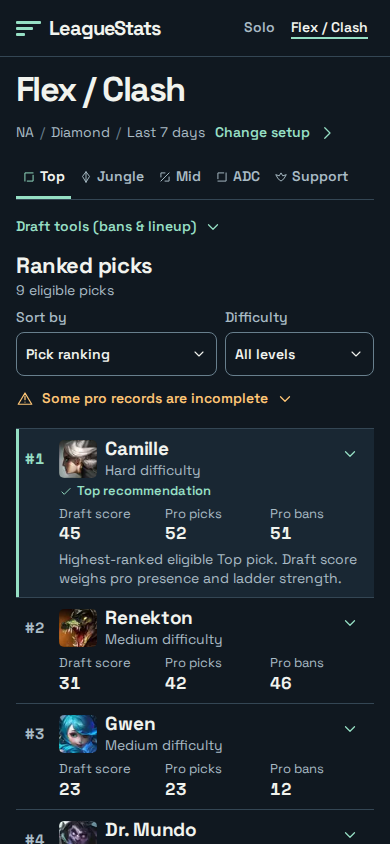 LeagueStats Solo Flex / Clash
Flex / Clash
NA / Diamond / Last 7 days Change setup
Top Jungle Mid ADC Support
Draft tools (bans & lineup)
Ranked picks
9 eligible picks
Sort by Difficulty
Pick ranking All levels
Some pro records are incomplete
#1 Camille
Hard difficulty
Top recommendation
Draft score Pro picks Pro bans
45 52 51
Highest-ranked eligible Top pick. Draft score
weighs pro presence and ladder strength.
#2 Renekton
Medium difficulty
Draft score Pro picks Pro bans
31 42 46
#3 Gwen
Medium difficulty
Draft score Pro picks Pro bans
23 23 12
#4 Dr. Mundo